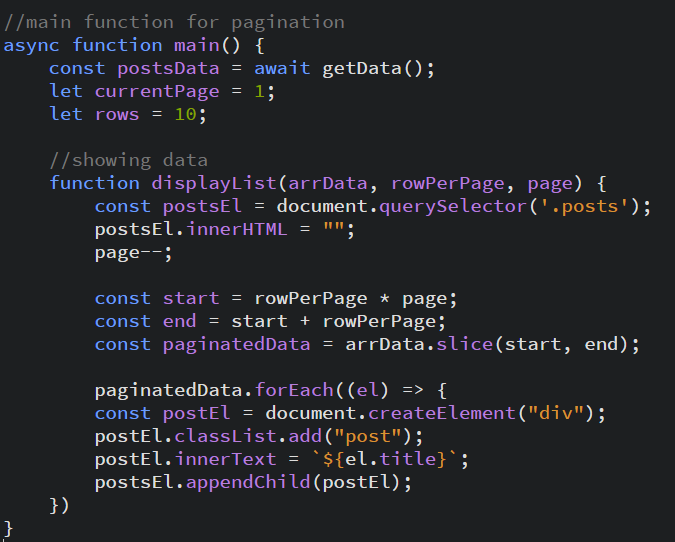 //main function for pagination
async function main() {
    const postsData = await getData();
    let currentPage = 1;
    let rows = 10;

    //showing data
    function displayList(arrData, rowPerPage, page) {
        const postsEl = document.querySelector('.posts');
        postsEl.innerHTML = "";
        page--;

        const start = rowPerPage * page;
        const end = start + rowPerPage;
        const paginatedData = arrData.slice(start, end);

        paginatedData.forEach((el) => {
        const postEl = document.createElement("div");
        postEl.classList.add("post");
        postEl.innerText = `${el.title}`;
        postsEl.appendChild(postEl);
    })
}